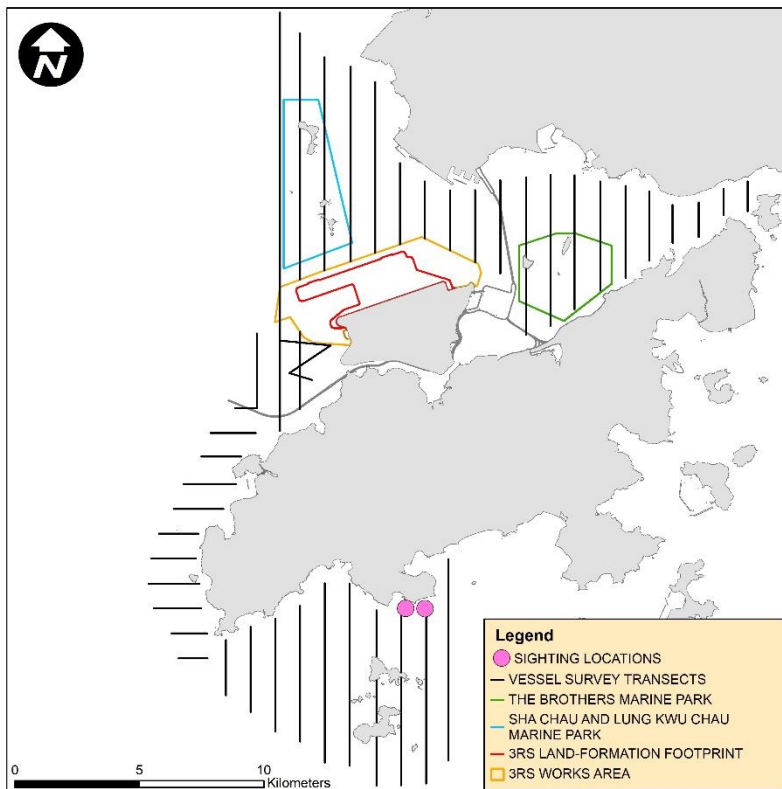 N
Legend
SIGHTING LOCATIONS
VESSEL SURVEY TRANSECTS
THE BROTHERS MARINE PARK
SHA CHAU AND LUNG KWU CHAU
MARINE PARK
3RS LAND-FORMATION FOOTPRINT
3RS WORKS AREA
0 5 10
Kilometers